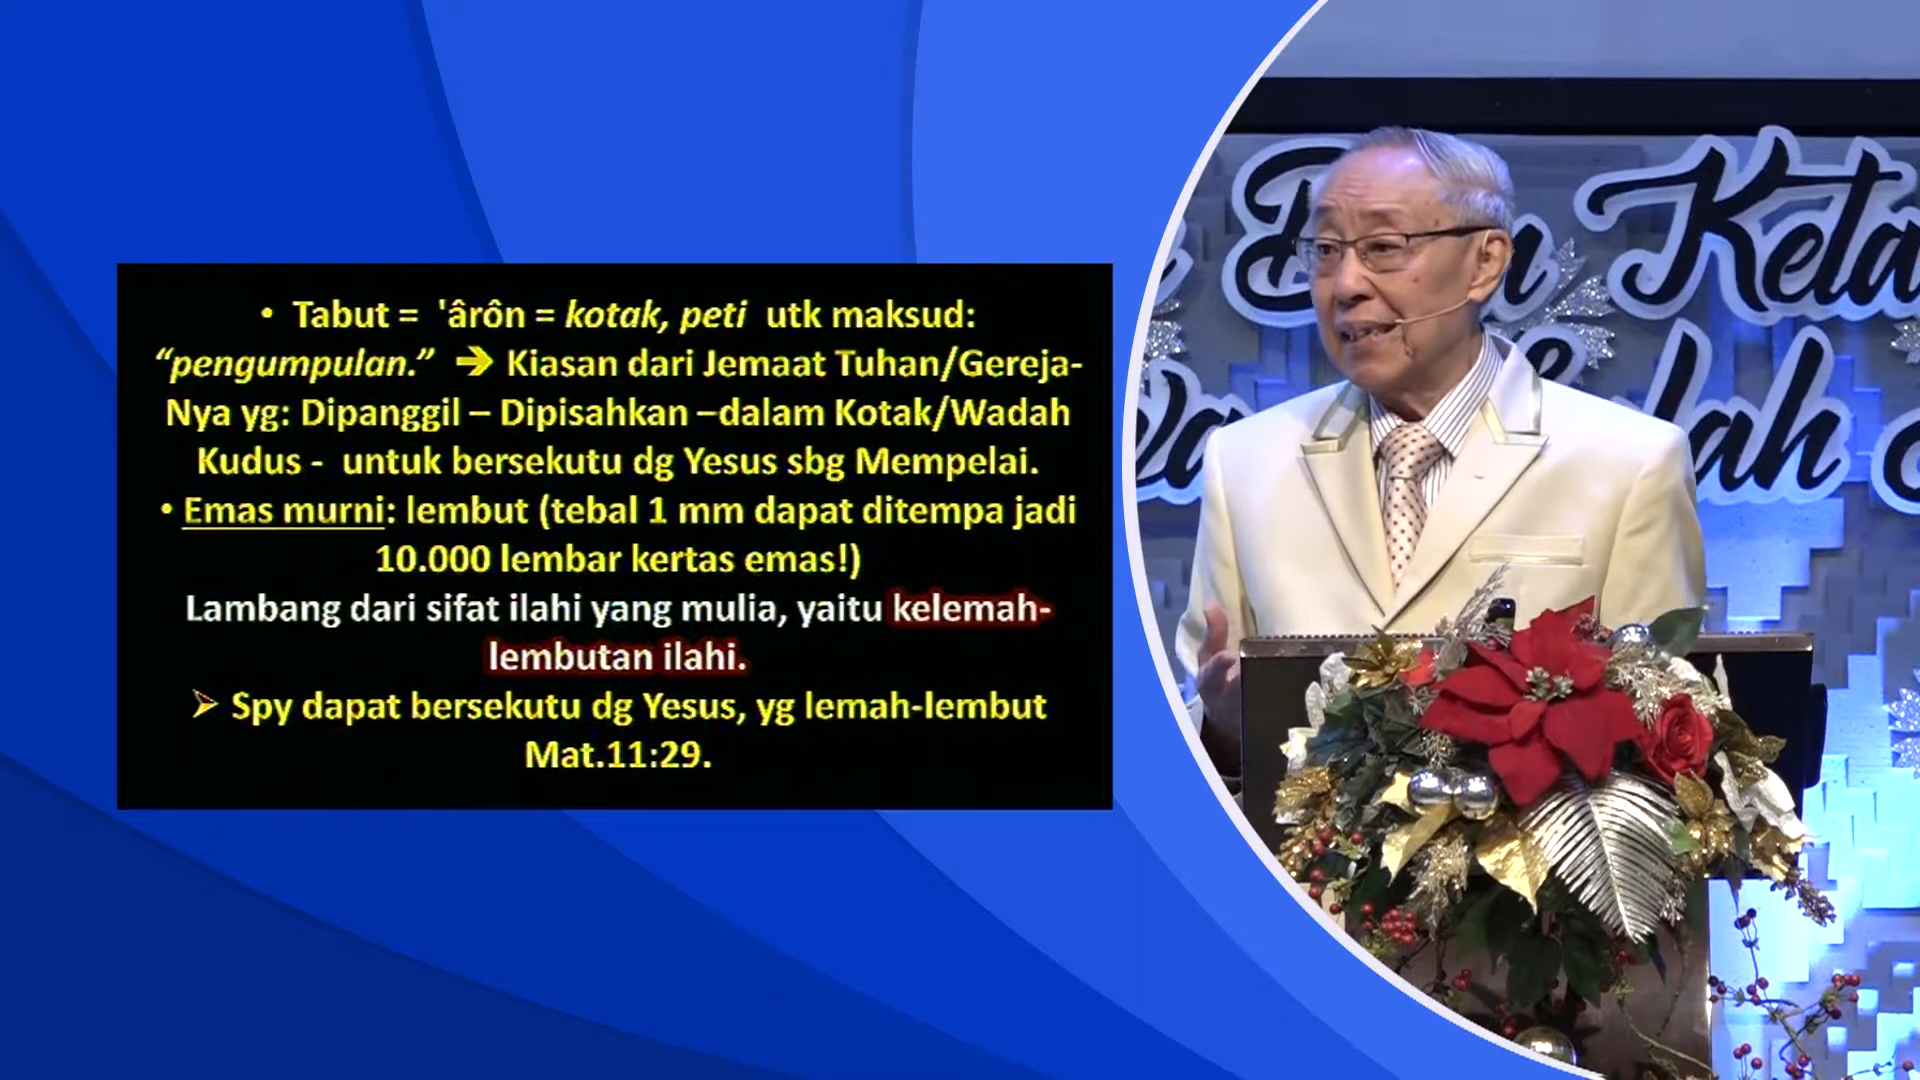 • Tabut = 'ârôn = kotak, peti utk maksud:
“pengumpulan.” ➔ Kiasan dari Jemaat Tuhan/Gereja-
Nya yg: Dipanggil – Dipisahkan –dalam Kotak/Wadah
Kudus - untuk bersekutu dg Yesus sbg Mempelai.
• Emas murni: lembut (tebal 1 mm dapat ditempa jadi
10.000 lembar kertas emas!)
Lambang dari sifat ilahi yang mulia, yaitu kelemah-
lembutan ilahi.
➢ Spy dapat bersekutu dg Yesus, yg lemah-lembut
Mat.11:29.